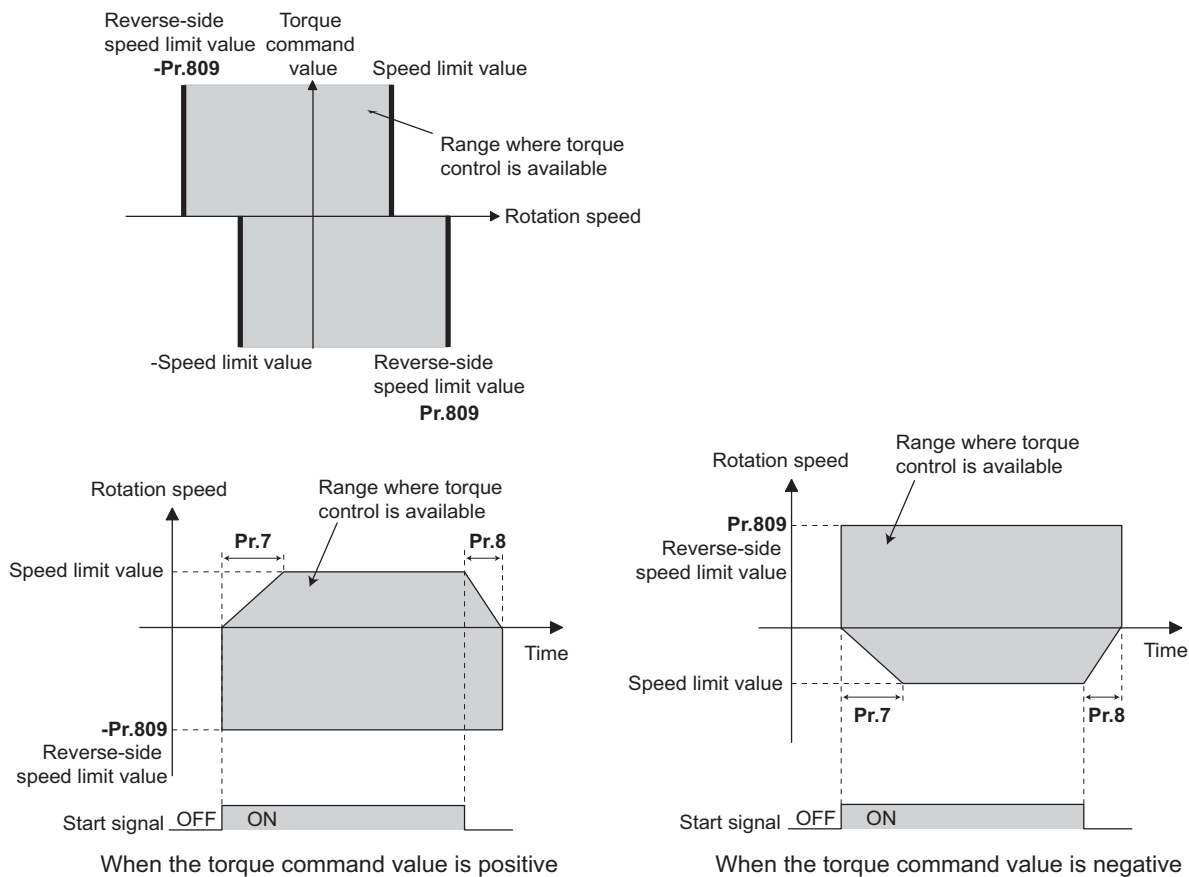 Reverse-side
speed limit value
-Pr.809
Torque
command
value
Speed limit value
Range where torque
control is available
Rotation speed
-Speed limit value
Reverse-side
speed limit value
Pr.809
Rotation speed
Range where torque
control is available
Pr.7
Pr.8
Speed limit value
Time
-Pr.809
Reverse-side
speed limit value
Start signal
OFF
ON
When the torque command value is positive
Range where torque
control is available
Rotation speed
Pr.809
Reverse-side
speed limit value
Time
Speed limit value
Pr.7
Pr.8
Start signal
OFF
ON
When the torque command value is negative